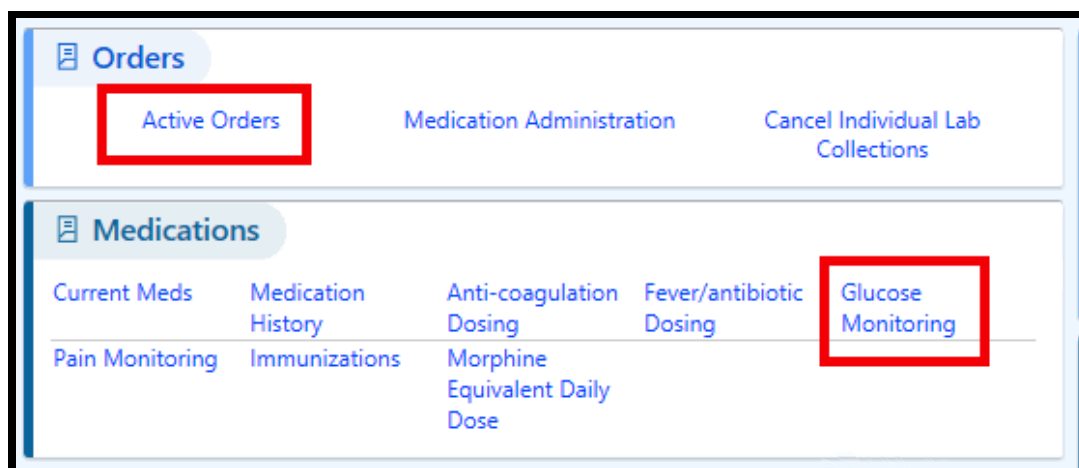 Orders
Active Orders Medication Administration Cancel Individual Lab
Collections
Medications
Current Meds Medication Anti-coagulation Fever/antibiotic Glucose
History Dosing Dosing Monitoring
Pain Monitoring Immunizations Morphine
Equivalent Daily
Dose